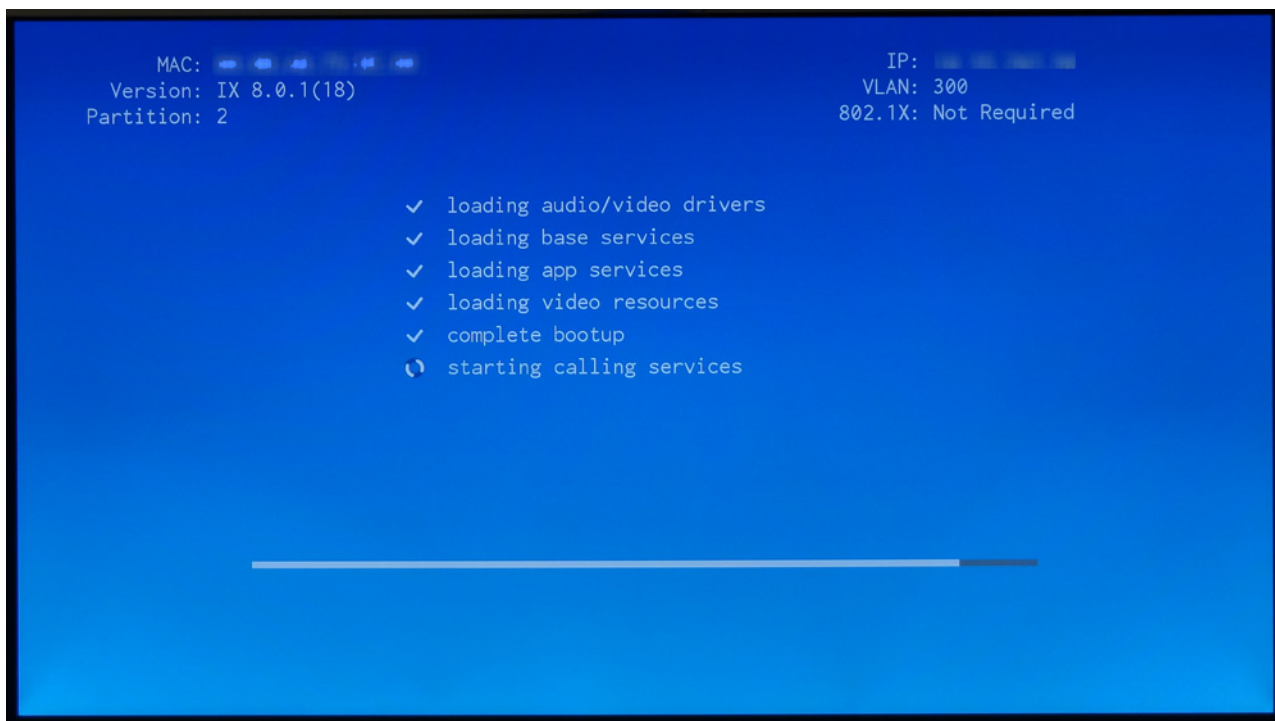 MAC:
Version: IX 8.0.1(18)
Partition: 2
IP:
VLAN: 300
802.1X: Not Required
loading audio/video drivers
loading base services
loading app services
loading video resources
complete bootup
starting calling services